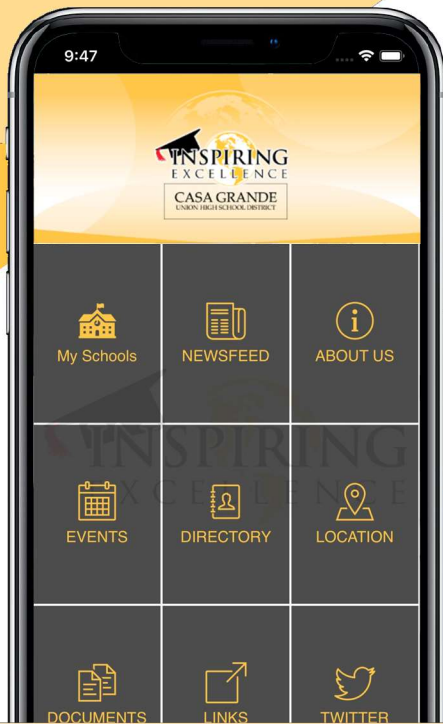 9:47
INSPIRING
EXCELLENCE
CASA GRANDE
UNION HIGH SCHOOL DISTRICT
My Schools NEWSFEED ABOUT US
INSPIRING
EXCELLENCE
EVENTS DIRECTORY LOCATION
DOCUMENTS LINKS TWITTER